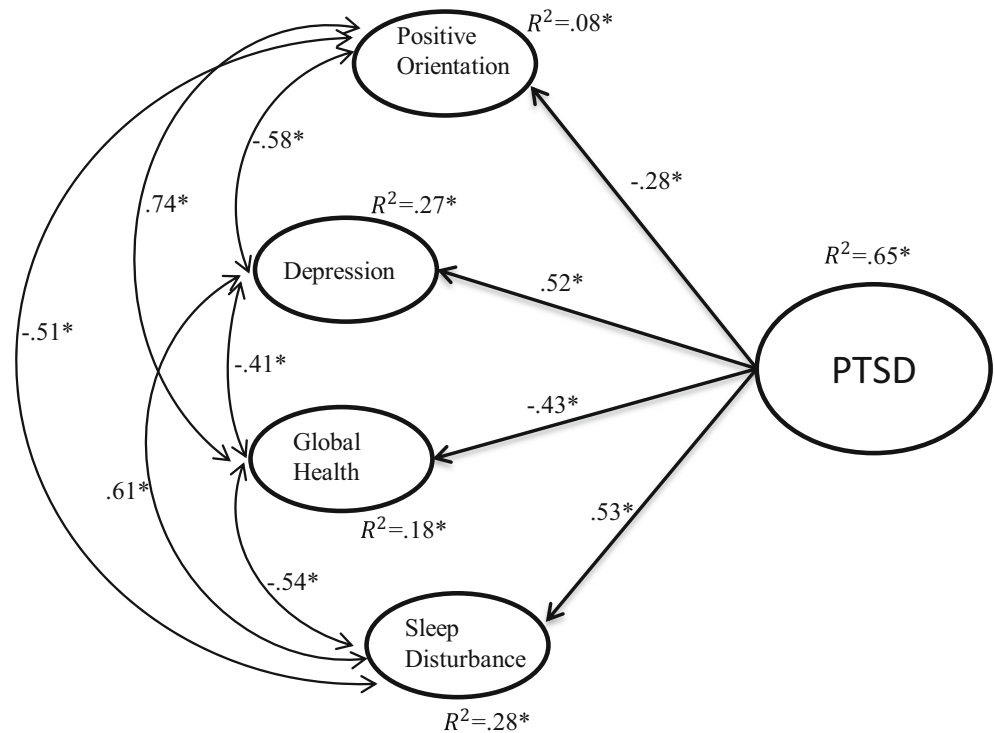 R²=.08*
Positive
Orientation
-.58*
-.28*
.74*
R²=.27*
Depression
.52*
R²=.65*
-.51*
-.41*
PTSD
-.43*
Global
Health
.61*
R²=.18*
.53*
-.54*
Sleep
Disturbance
R²=.28*